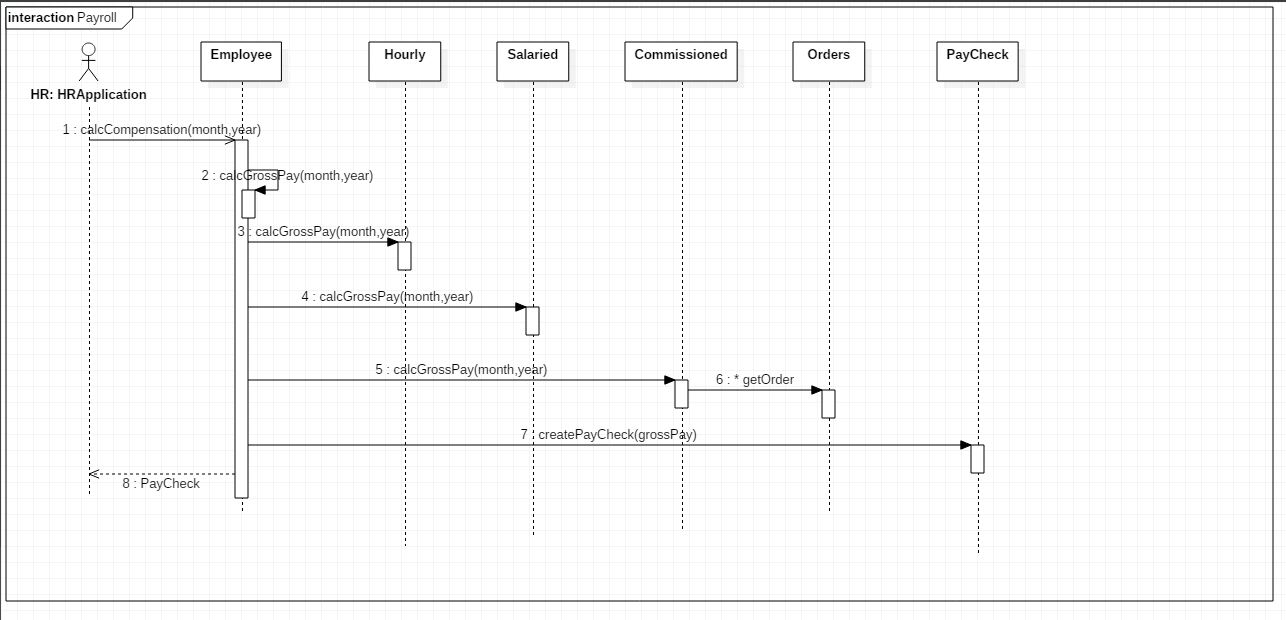 interaction Payroll
Employee
Hourly
Salaried
Commissioned
Orders
PayCheck
HR: HRApplication
1 : calcCompensation(month,year)
2 : calcGrossPay(month,year)
3 : calcGrossPay(month,year)
4 : calcGrossPay(month,year)
5 : calcGrossPay(month,year)
6 : * getOrder
7 : createPayCheck(grossPay)
8 : PayCheck